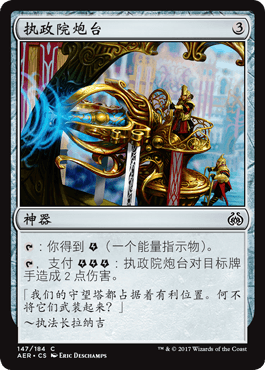 执政院炮台 3
神器
：你得到（一个能量指示物）。
，支付：执政院炮台对目标牌
手造成2点伤害。
「我们的守望塔都占据着有利位置。何不
将它们武装起来？」
～执法长拉纳吉
147/184 C
AER • CS ERIC DESCHAMPS
™ & © 2017 Wizards of the Coast